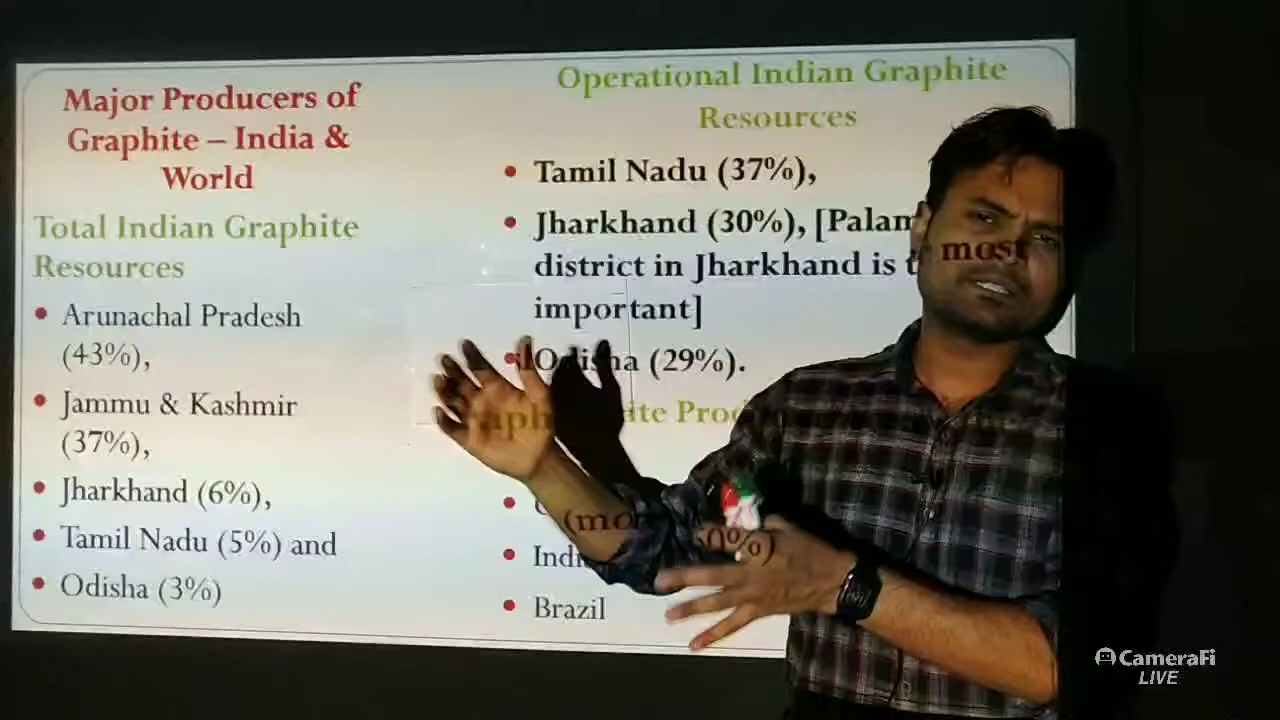 Major Producers of
Graphite – India &
World
Total Indian Graphite
Resources
• Arunachal Pradesh
(43%),
• Jammu & Kashmir
(37%),
• Jharkhand (6%),
• Tamil Nadu (5%) and
• Odisha (3%)
Operational Indian Graphite
Resources
• Tamil Nadu (37%),
• Jharkhand (30%), [Palam
district in Jharkhand is most
important]
• Odisha (29%).
• Brazil
CameraFi
LIVE